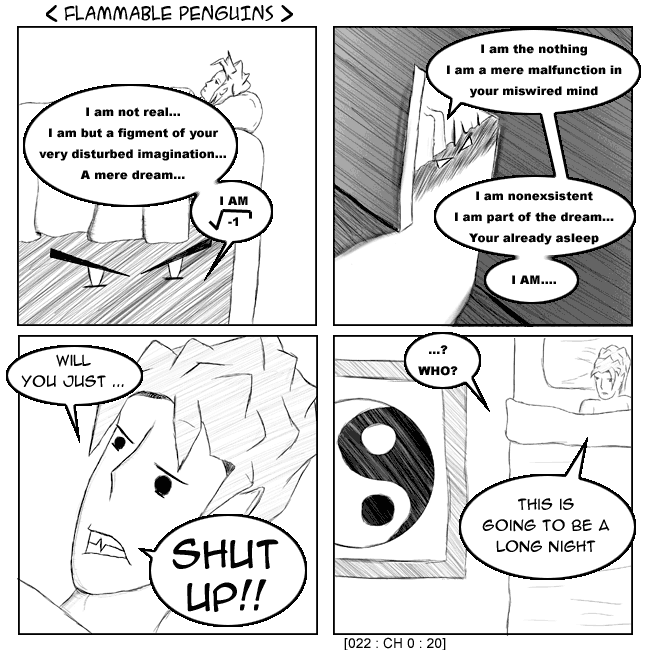 < FLAMMABLE PENGUINS >
I am not real...
I am but a figment of your
very disturbed imagination...
A mere dream...
I AM
√-1
I am the nothing
I am a mere malfunction in
your miswired mind
I am nonexsistent
I am part of the dream...
Your already asleep
I AM....
WILL
YOU JUST ...
SHUT
UP!!
...?
WHO?
THIS IS
GOING TO BE A
LONG NIGHT
[022 : CH 0 : 20]